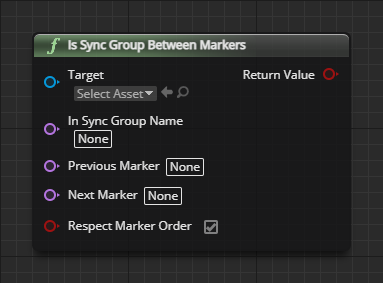 f Is Sync Group Between Markers
Target Return Value
Select Asset
In Sync Group Name
None
Previous Marker None
Next Marker None
Respect Marker Order